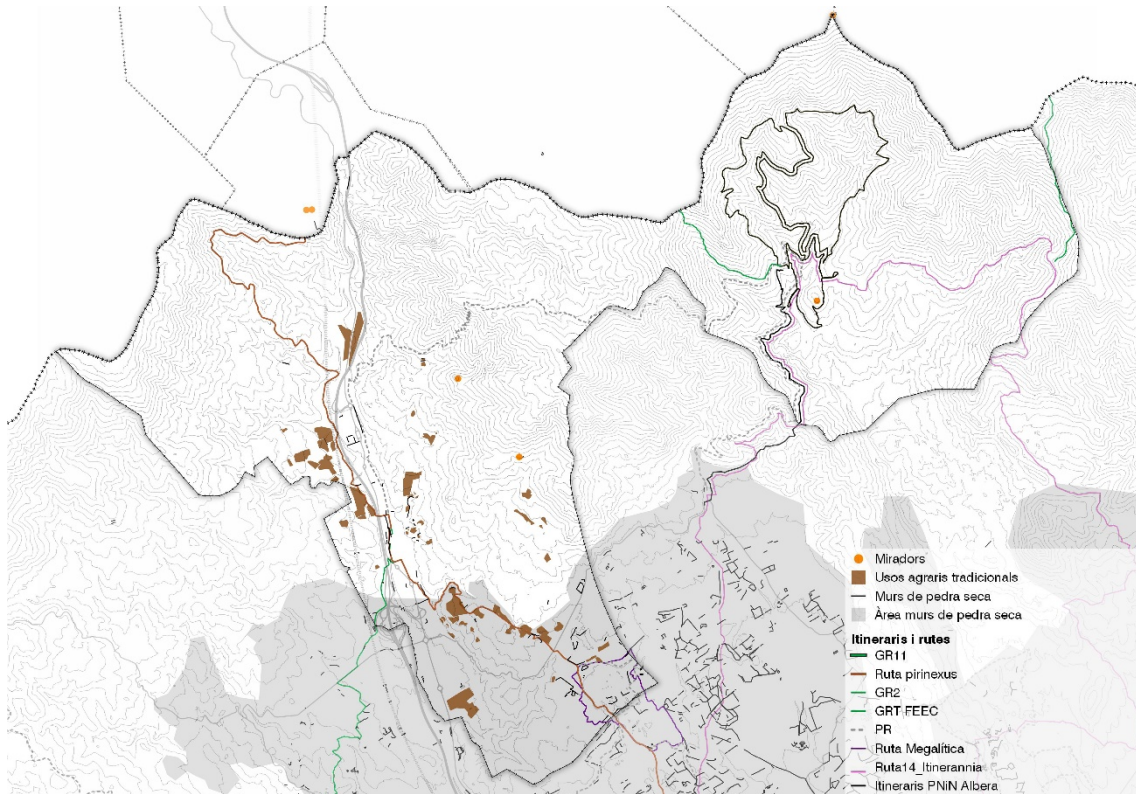 Miradors
Usos agraris tradicionals
Murs de pedra seca
Àrea murs de pedra seca
Itineraris i rutes
GR11
Ruta pirinexus
GR2
GRT FEEC
PR
Ruta Megalítica
Ruta14_Itinerannia
Itineraris PNiN Albera